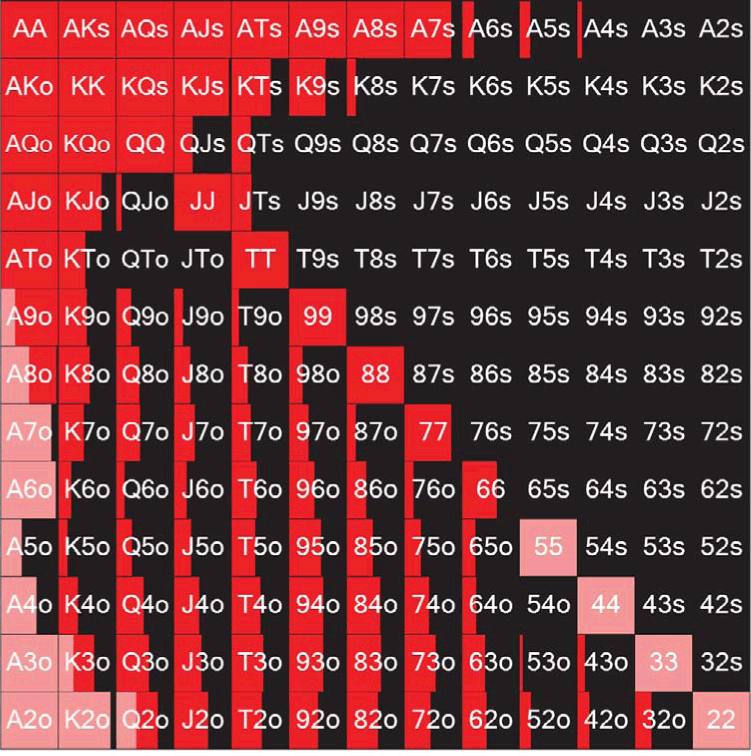 AA AKs AQs AJs ATs A9s A8s A7s A6s A5s A4s A3s A2s
AKo KK KQs KJs KTs K9s K8s K7s K6s K5s K4s K3s K2s
AQo KQo QQ QJs QTs Q9s Q8s Q7s Q6s Q5s Q4s Q3s Q2s
AJo KJo QJo JJ JTs J9s J8s J7s J6s J5s J4s J3s J2s
ATo KTo QTo JTo TT T9s T8s T7s T6s T5s T4s T3s T2s
A9o K9o Q9o J9o T9o 99 98s 97s 96s 95s 94s 93s 92s
A8o K8o Q8o J8o T8o 98o 88 87s 86s 85s 84s 83s 82s
A7o K7o Q7o J7o T7o 97o 87o 77 76s 75s 74s 73s 72s
A6o K6o Q6o J6o T6o 96o 86o 76o 66 65s 64s 63s 62s
A5o K5o Q5o J5o T5o 95o 85o 75o 65o 55 54s 53s 52s
A4o K4o Q4o J4o T4o 94o 84o 74o 64o 54o 44 43s 42s
A3o K3o Q3o J3o T3o 93o 83o 73o 63o 53o 43o 33 32s
A2o K2o Q2o J2o T2o 92o 82o 72o 62o 52o 42o 32o 22